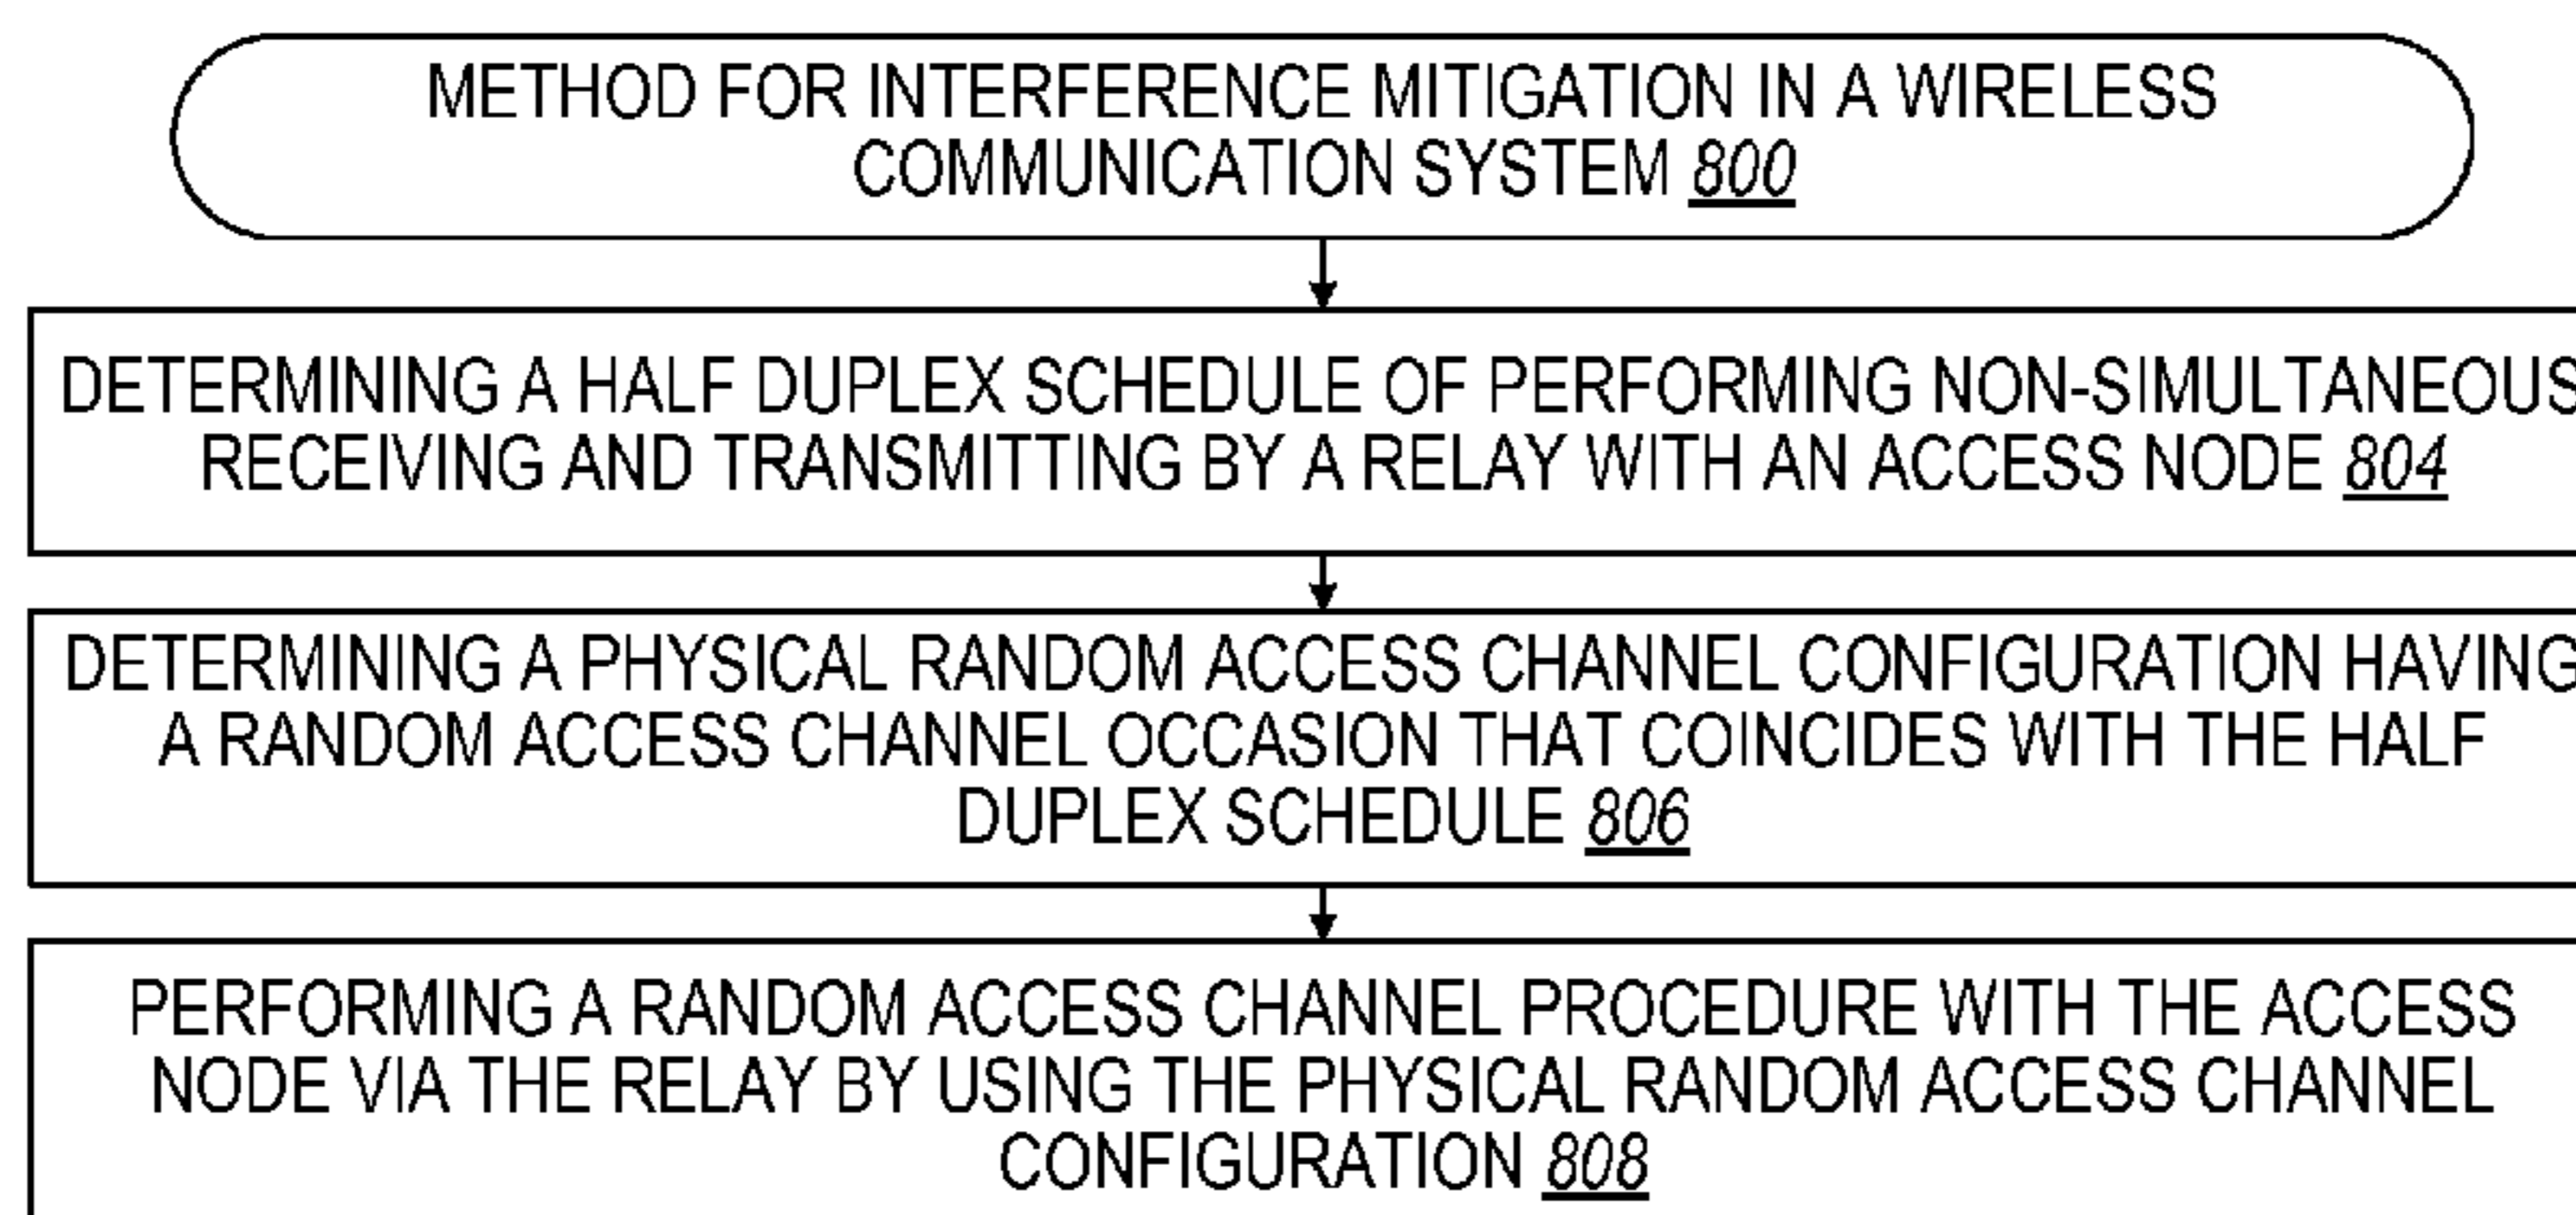 METHOD FOR INTERFERENCE MITIGATION IN A WIRELESS
COMMUNICATION SYSTEM 800
DETERMINING A HALF DUPLEX SCHEDULE OF PERFORMING NON-SIMULTANEOUS
RECEIVING AND TRANSMITTING BY A RELAY WITH AN ACCESS NODE 804
DETERMINING A PHYSICAL RANDOM ACCESS CHANNEL CONFIGURATION HAVING
A RANDOM ACCESS CHANNEL OCCASION THAT COINCIDES WITH THE HALF
DUPLEX SCHEDULE 806
PERFORMING A RANDOM ACCESS CHANNEL PROCEDURE WITH THE ACCESS
NODE VIA THE RELAY BY USING THE PHYSICAL RANDOM ACCESS CHANNEL
CONFIGURATION 808